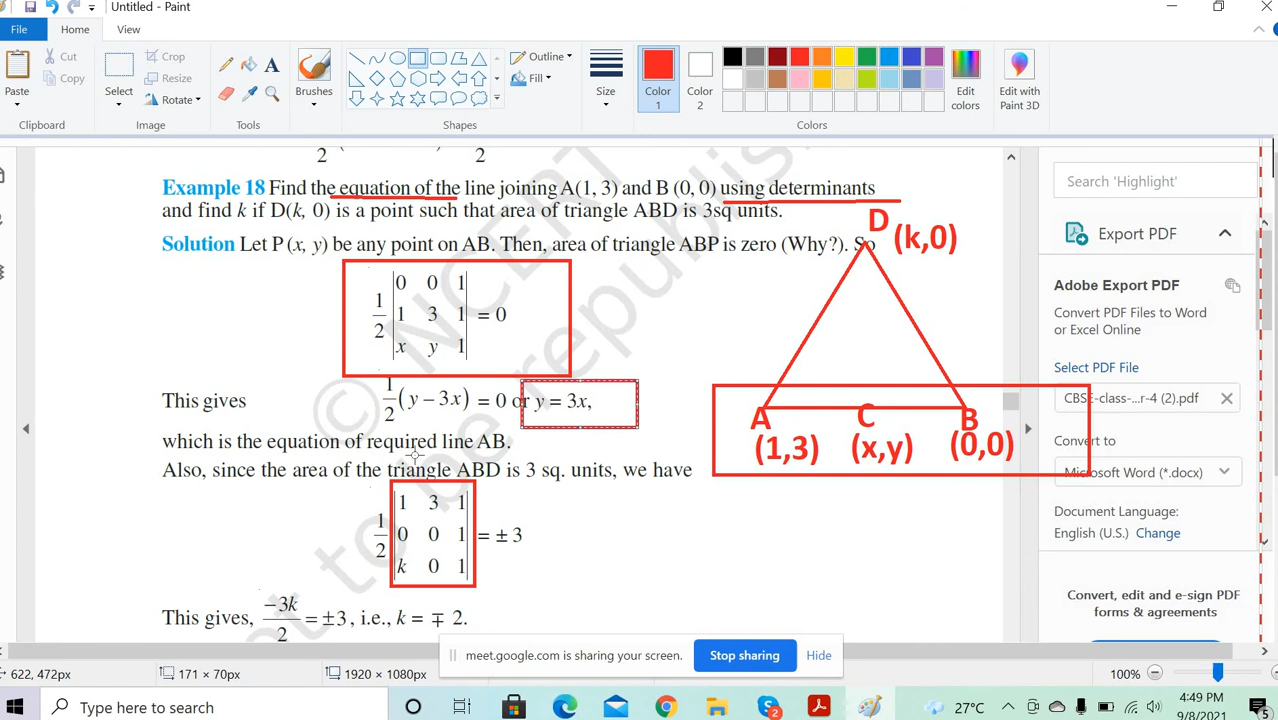 Untitled - Paint
File
Home
View
Paste
Cut
Copy
Clipboard
Select
Crop
Resize
Rotate
Image
A
Tools
Brushes
Outline
Fill
Shapes
Size
Color 1
Color 2
Colors
Edit colors
Edit with Paint 3D
2 2
Example 18 Find the equation of the line joining A(1, 3) and B (0, 0) using determinants
and find k if D(k, 0) is a point such that area of triangle ABD is 3sq units.
Solution Let P (x, y) be any point on AB. Then, area of triangle ABP is zero (Why?). So
0 0 1
1/2 1 3 1 = 0
x y 1
This gives 1/2 (y – 3x) = 0 or y = 3x,
which is the equation of required line AB.
Also, since the area of the triangle ABD is 3 sq. units, we have
1 3 1
1/2 0 0 1 = ± 3
k 0 1
This gives, –3k/2 = ±3, i.e., k = ∓ 2.
D
(k,0)
A C B
(1,3) (x,y) (0,0)
© NCERT
not to be republish
Search 'Highlight'
Export PDF
Adobe Export PDF
Convert PDF Files to Word
or Excel Online
Select PDF File
CBSE-class-...r-4 (2).pdf
Convert to
Microsoft Word (*.docx)
Document Language:
English (U.S.) Change
Convert, edit and e-sign PDF
forms & agreements
meet.google.com is sharing your screen.
Stop sharing
Hide
622, 472px
171 × 70px
1920 × 1080px
100%
Type here to search
2
27°C
4:49 PM
9/8/2021
5